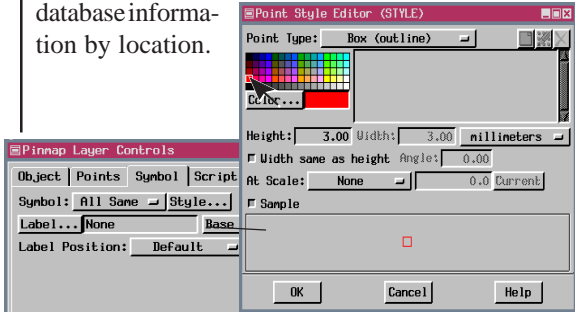 database informa-
tion by location.
Point Style Editor (STYLE)
Point Type: Box (outline)
Color...
Height: 3.00 Width: 3.00 millimeters
Width same as height Angle: 0.00
At Scale: None 0.0 Current
Sample
OK Cancel Help
Pinmap Layer Controls
Object Points Symbol Script
Symbol: All Same Style...
Label... None Base
Label Position: Default